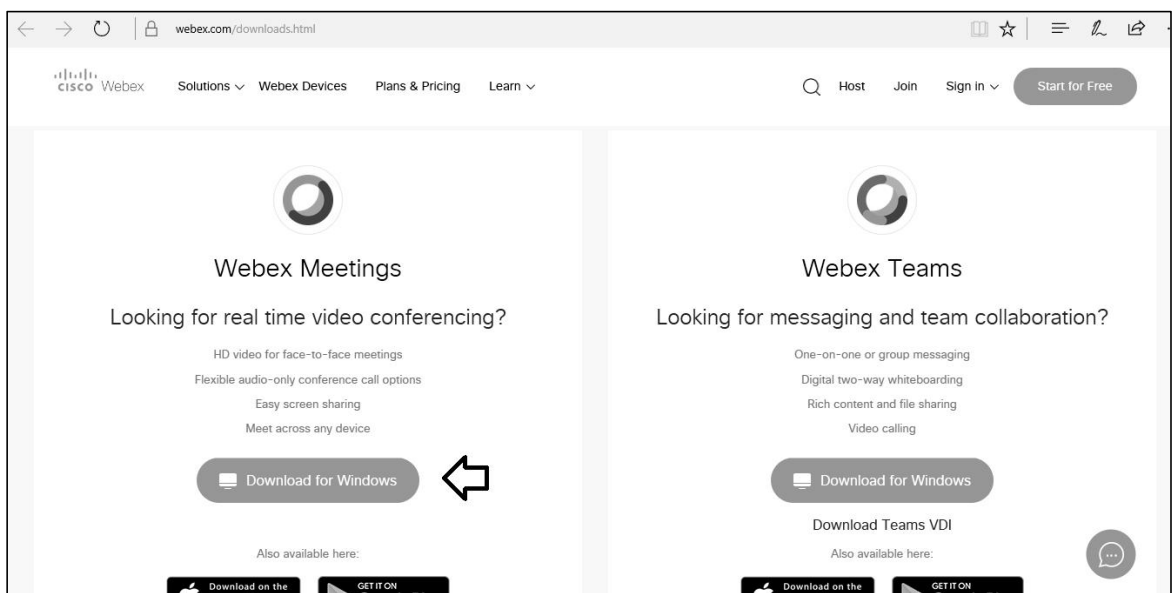 webex.com/downloads.html
CISCO Webex Solutions Webex Devices Plans & Pricing Learn Host Join Sign in Start for Free
Webex Meetings
Looking for real time video conferencing?
HD video for face-to-face meetings
Flexible audio-only conference call options
Easy screen sharing
Meet across any device
Download for Windows
Also available here:
Download on the
GET IT ON
Webex Teams
Looking for messaging and team collaboration?
One-on-one or group messaging
Digital two-way whiteboarding
Rich content and file sharing
Video calling
Download for Windows
Download Teams VDI
Also available here:
Download on the
GET IT ON